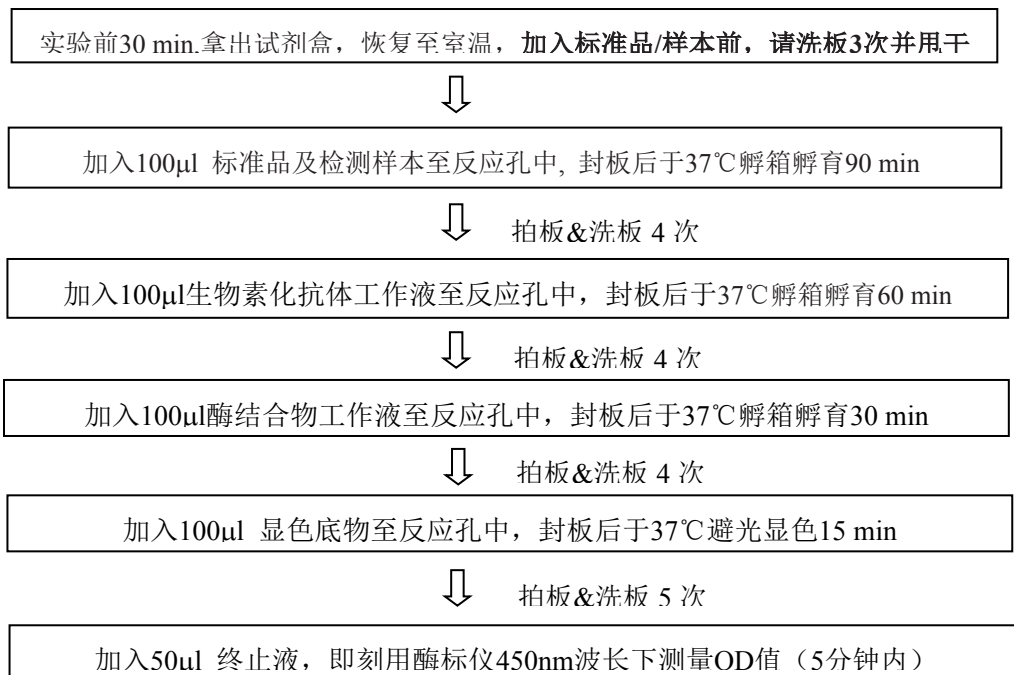 实验前30 min,拿出试剂盒，恢复至室温，加入标准品/样本前，请洗板3次并甩干
加入100μl 标准品及检测样本至反应孔中, 封板后于37℃孵箱孵育90 min
拍板&洗板 4 次
加入100μl生物素化抗体工作液至反应孔中，封板后于37℃孵箱孵育60 min
拍板&洗板 4 次
加入100μl酶结合物工作液至反应孔中，封板后于37℃孵箱孵育30 min
拍板&洗板 4 次
加入100μl 显色底物至反应孔中，封板后于37℃避光显色15 min
拍板&洗板 5 次
加入50μl 终止液，即刻用酶标仪450nm波长下测量OD值（5分钟内）